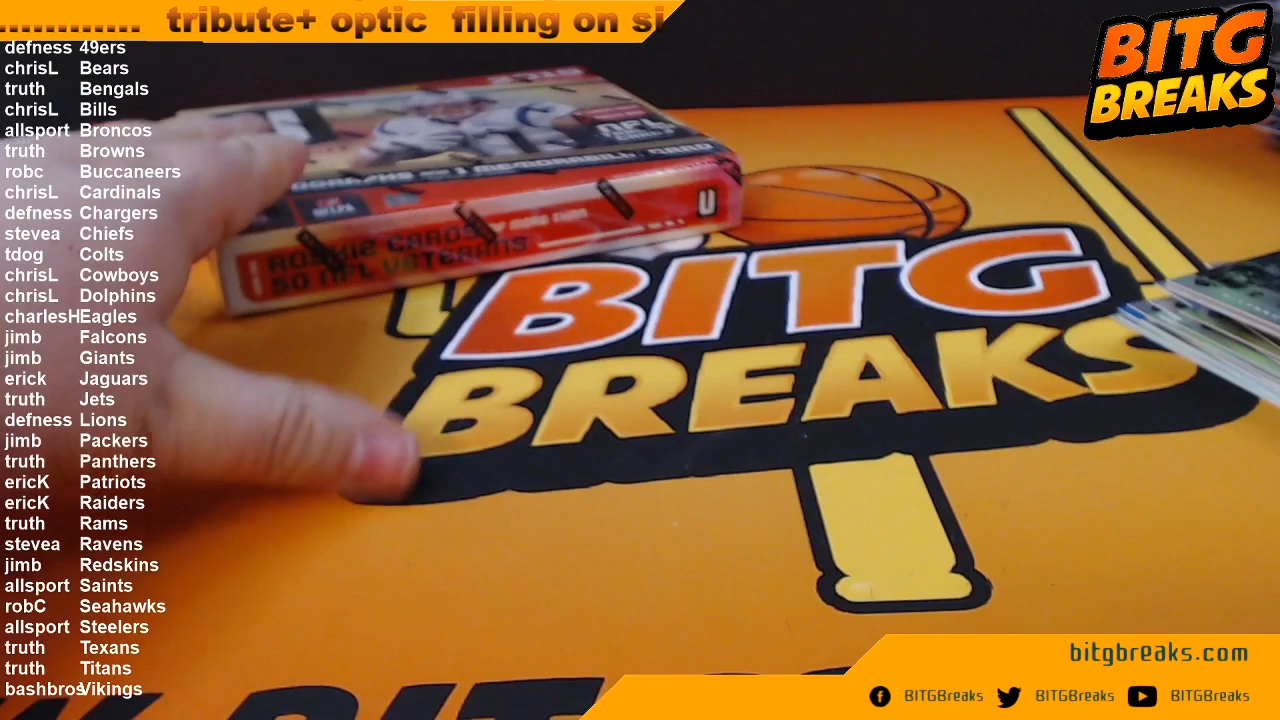 ............ tribute+ optic filling on si
BITG
BREAKS
defness 49ers
chrisL Bears
truth Bengals
chrisL Bills
allsport Broncos
truth Browns
robc Buccaneers
chrisL Cardinals
defness Chargers
stevea Chiefs
tdog Colts
chrisL Cowboys
chrisL Dolphins
charlesH Eagles
jimb Falcons
jimb Giants
erick Jaguars
truth Jets
defness Lions
jimb Packers
truth Panthers
ericK Patriots
ericK Raiders
truth Rams
stevea Ravens
jimb Redskins
allsport Saints
robC Seahawks
allsport Steelers
truth Texans
truth Titans
bashbros Vikings
NFL
MEMORABILIA CARD
NFLPA
ROOKIE CARDS
50 NFL VETERANS
U
BITG
BREAKS
bitgbreaks.com
BITGBreaks BITGBreaks BITGBreaks